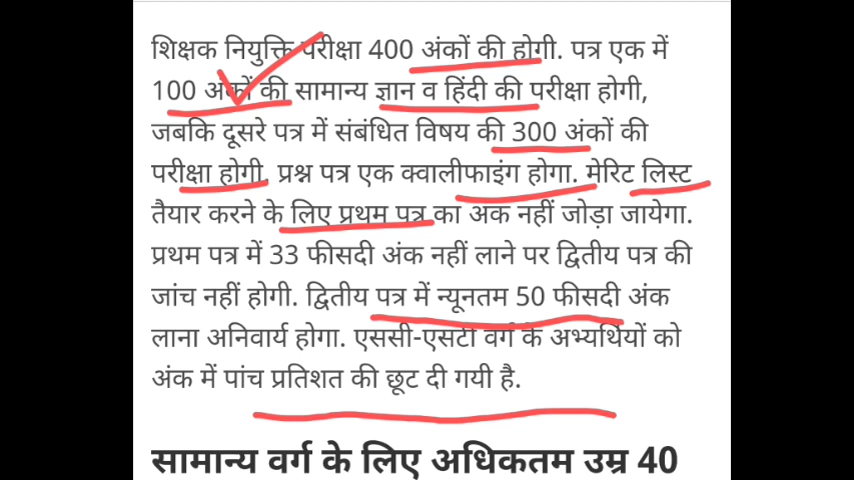 शिक्षक नियुक्ति परीक्षा 400 अंकों की होगी. पत्र एक में
100 अंकों की सामान्य ज्ञान व हिंदी की परीक्षा होगी,
जबकि दूसरे पत्र में संबंधित विषय की 300 अंकों की
परीक्षा होगी. प्रश्न पत्र एक क्वालीफाइंग होगा. मेरिट लिस्ट
तैयार करने के लिए प्रथम पत्र का अंक नहीं जोड़ा जायेगा.
प्रथम पत्र में 33 फीसदी अंक नहीं लाने पर द्वितीय पत्र की
जांच नहीं होगी. द्वितीय पत्र में न्यूनतम 50 फीसदी अंक
लाना अनिवार्य होगा. एससी-एसटी वर्ग के अभ्यर्थियों को
अंक में पांच प्रतिशत की छूट दी गयी है.
सामान्य वर्ग के लिए अधिकतम उम्र 40